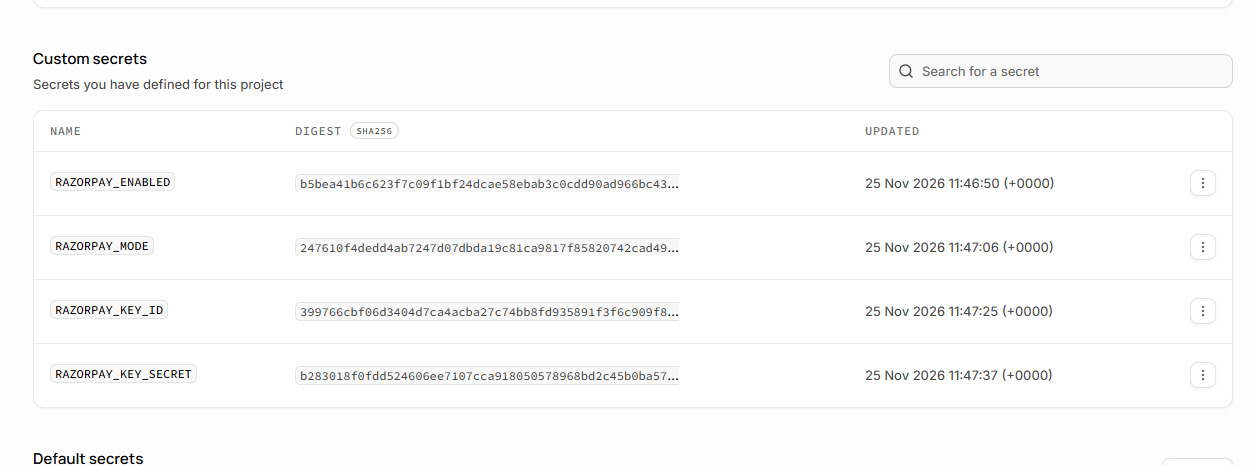 Custom secrets
Secrets you have defined for this project
Search for a secret
NAME DIGEST SHA256 UPDATED
RAZORPAY_ENABLED b5bea41b6c623f7c09f1bf24dcae58ebab3c0cdd90ad966bc43... 25 Nov 2026 11:46:50 (+0000)
RAZORPAY_MODE 247610f4dedd4ab7247d07dbda19c81ca9817f85820742cad49... 25 Nov 2026 11:47:06 (+0000)
RAZORPAY_KEY_ID 399766cbf06d3404d7ca4acba27c74bb8fd935891f3f6c909f8... 25 Nov 2026 11:47:25 (+0000)
RAZORPAY_KEY_SECRET b283018f0fdd524606ee7107cca918050578968bd2c45b0ba57... 25 Nov 2026 11:47:37 (+0000)
Default secrets